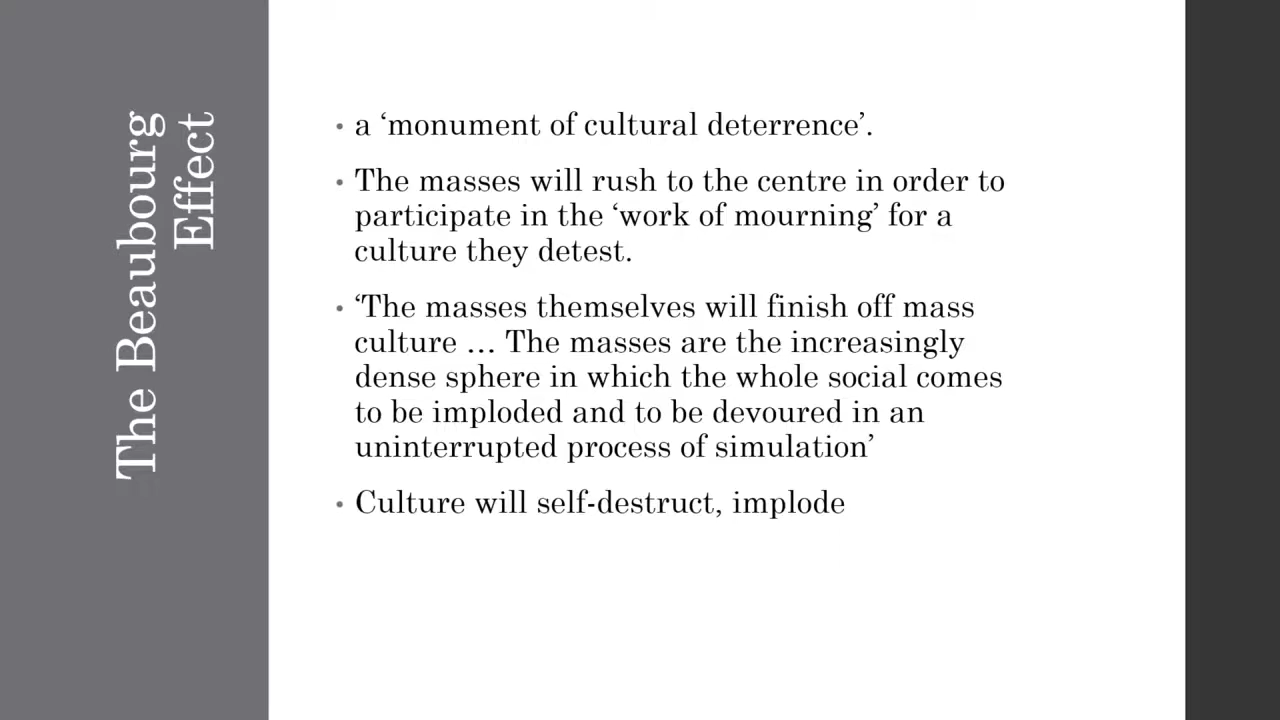 The Beaubourg
Effect
• a ‘monument of cultural deterrence’.
• The masses will rush to the centre in order to
participate in the ‘work of mourning’ for a
culture they detest.
• ‘The masses themselves will finish off mass
culture … The masses are the increasingly
dense sphere in which the whole social comes
to be imploded and to be devoured in an
uninterrupted process of simulation’
• Culture will self-destruct, implode